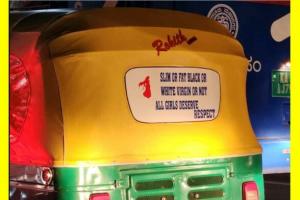 Rohith
SLIM OR FAT BLACK OR
WHITE VIRGIN OR NOT
ALL GIRLS DESERVE
RESPECT